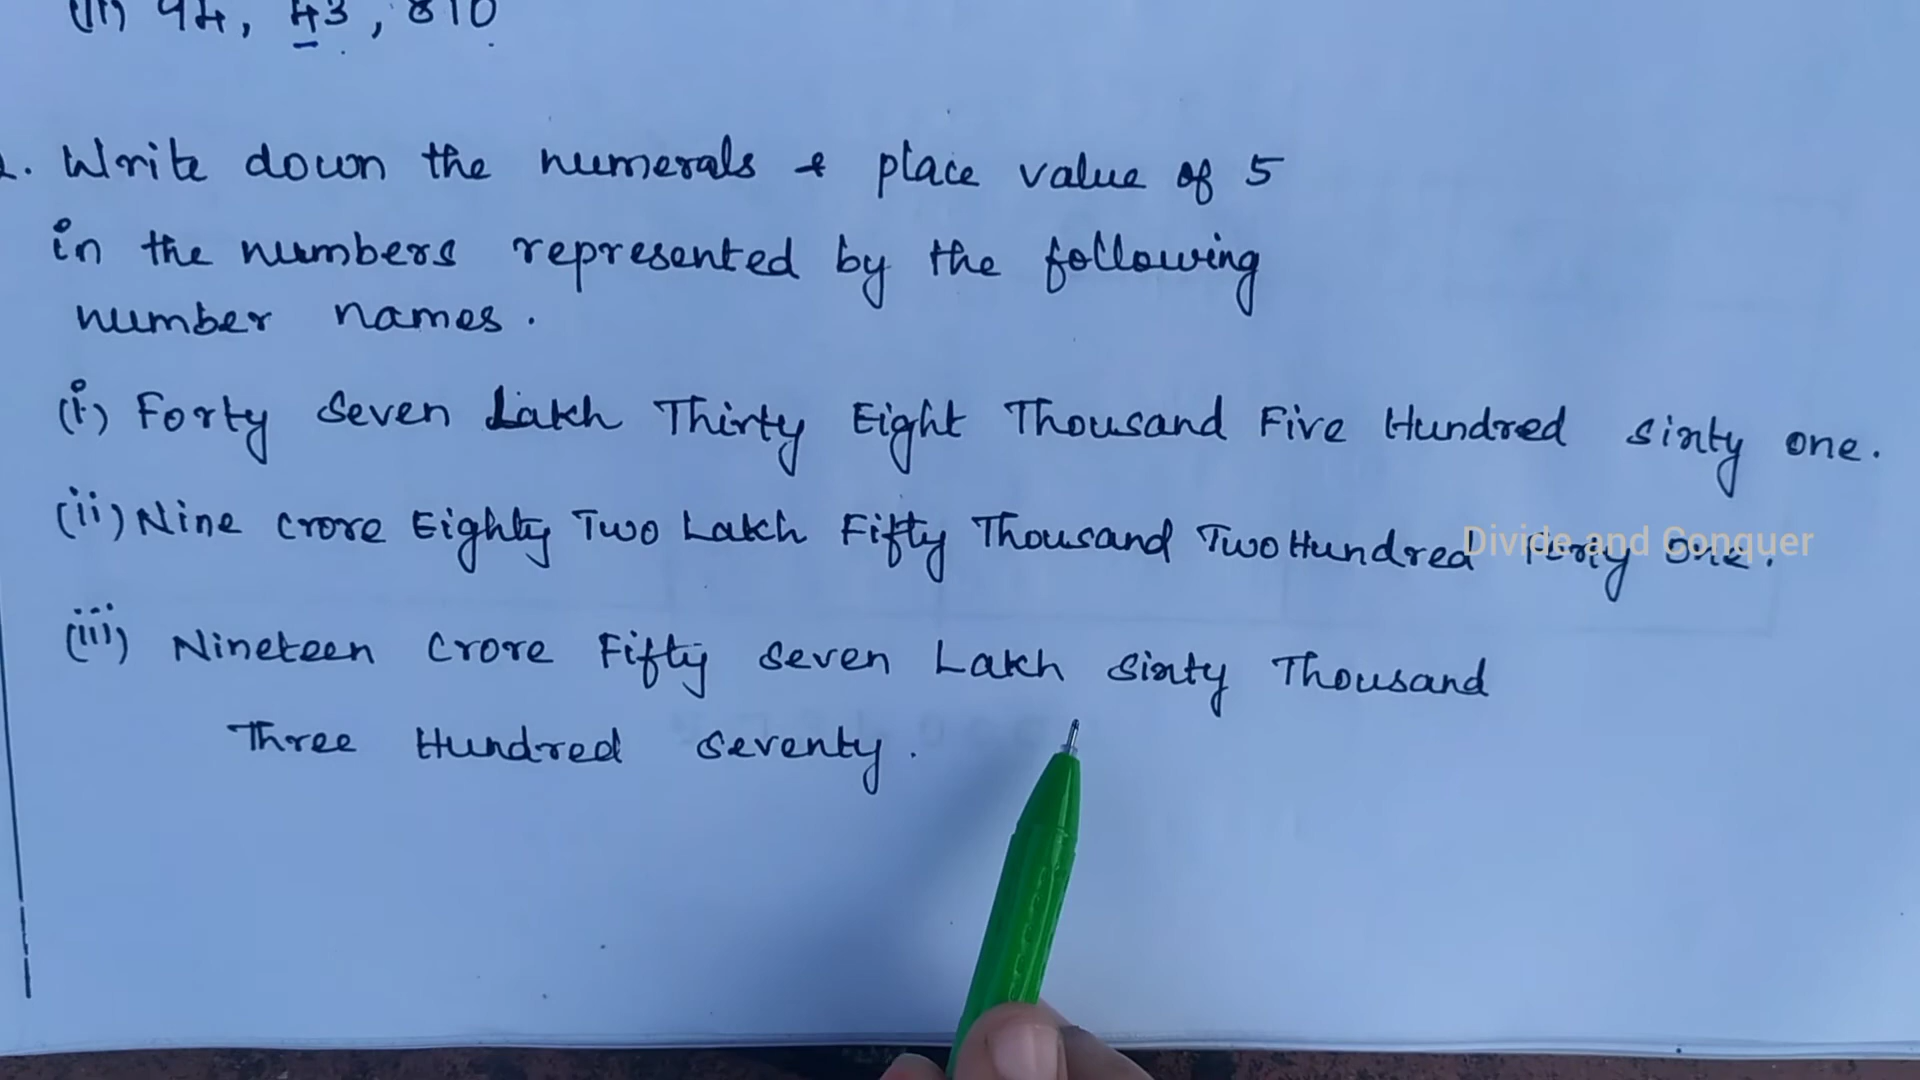 (ii) 94, 43, 810
2. Write down the numerals & place value of 5
in the numbers represented by the following
number names.
(i) Forty Seven Lakh Thirty Eight Thousand Five Hundred Sixty one.
(ii) Nine Crore Eighty Two Lakh Fifty Thousand Two Hundred Forty One.
Divide and Conquer
(iii) Nineteen Crore Fifty Seven Lakh Sixty Thousand
Three Hundred Seventy.